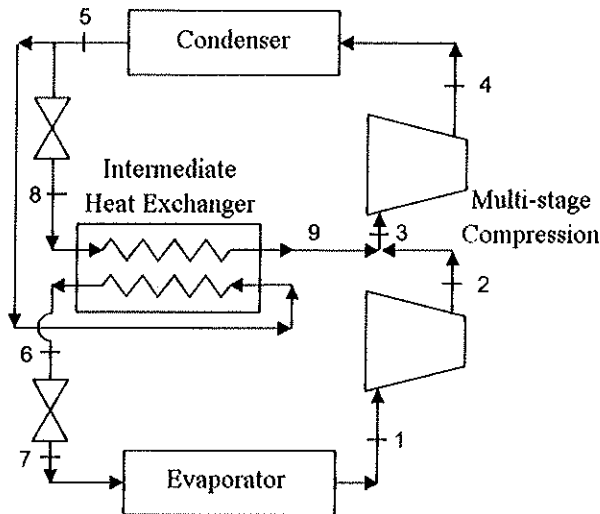 5
Condenser
4
Intermediate
Heat Exchanger
8
9
3
Multi-stage
Compression
2
6
1
7
Evaporator